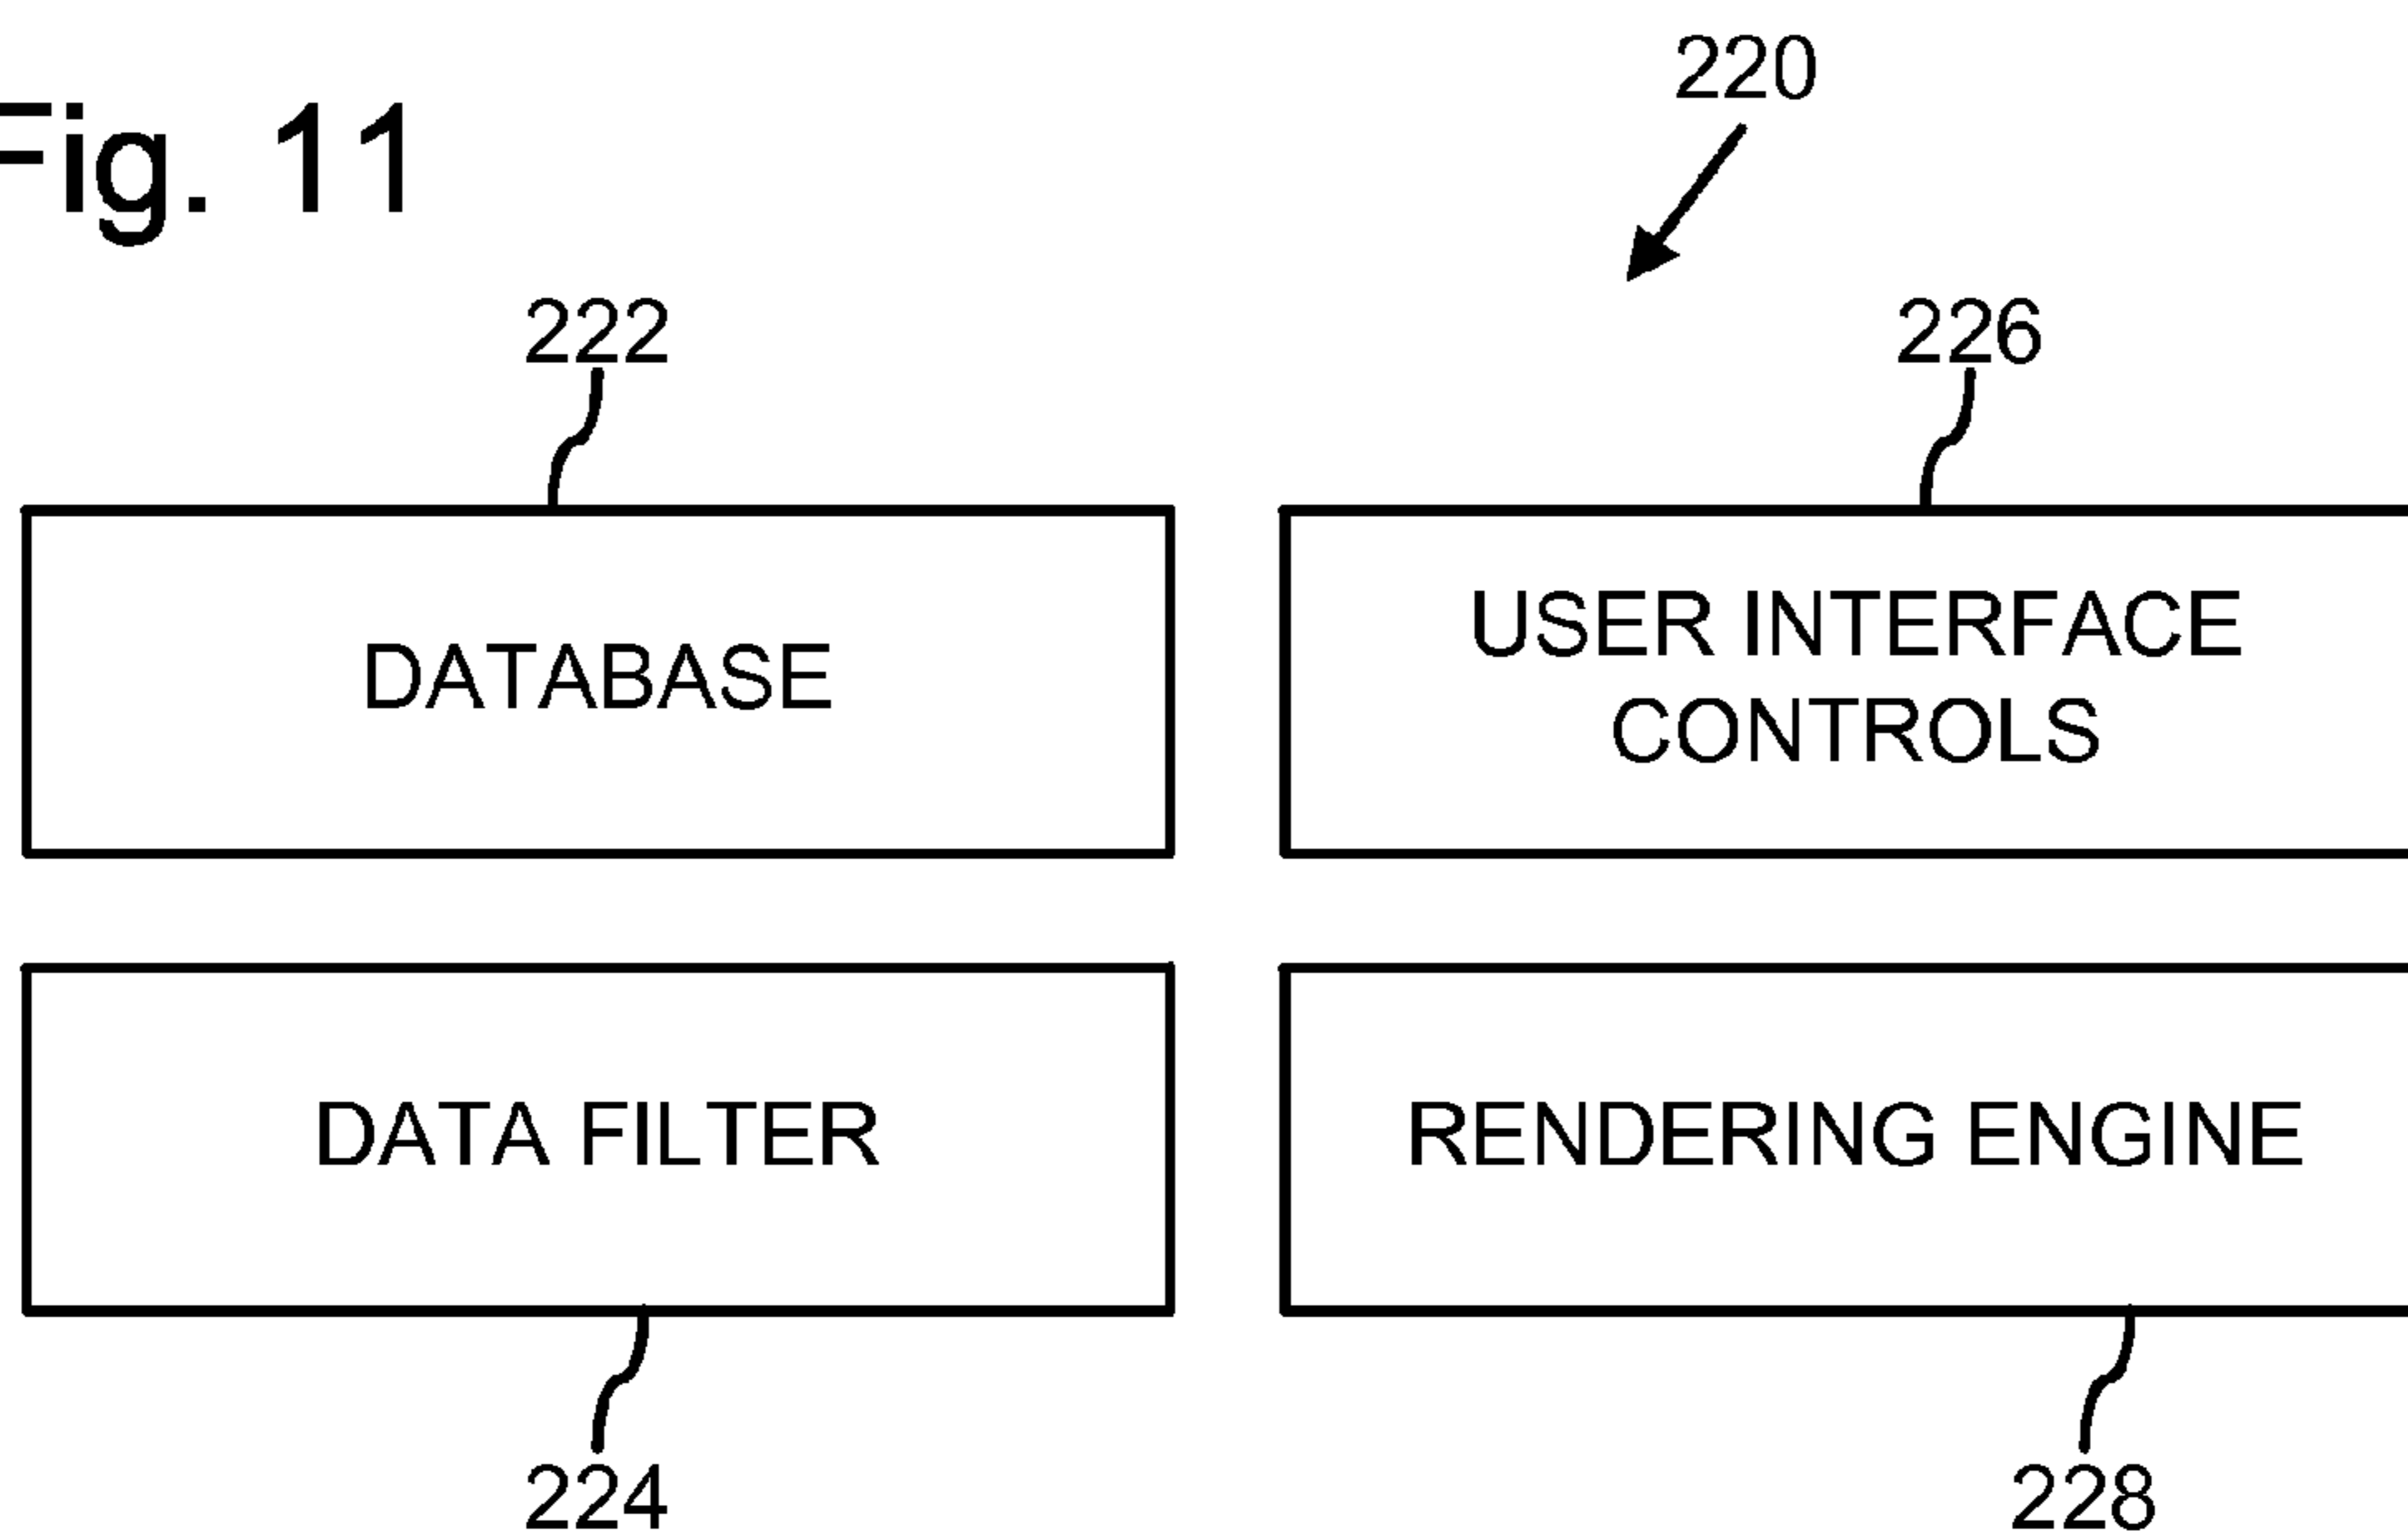 Fig. 11
220
222
226
DATABASE
USER INTERFACE
CONTROLS
DATA FILTER
RENDERING ENGINE
224
228